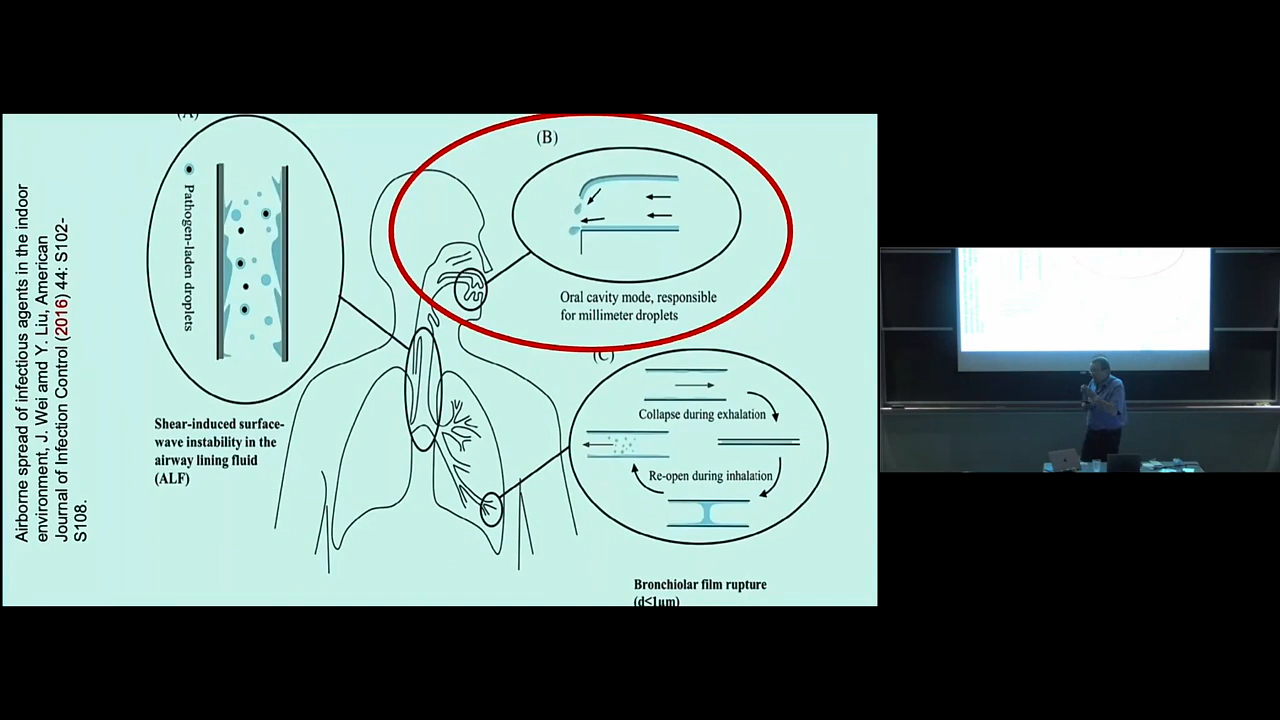 Airborne spread of infectious agents in the indoor
environment, J. Wei amd Y. Liu, American
Journal of Infection Control (2016) 44: S102-
S108.
(A)
Pathogen-laden droplets
Shear-induced surface-
wave instability in the
airway lining fluid
(ALF)
(B)
Oral cavity mode, responsible
for millimeter droplets
(C)
Collapse during exhalation
Re-open during inhalation
Bronchiolar film rupture
(d<1um)